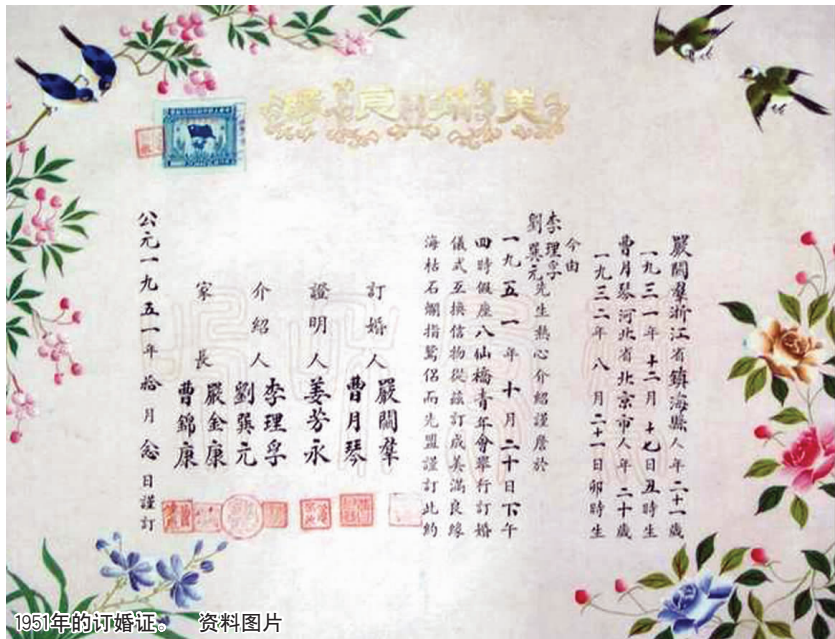 美姻良緣
嚴關羣浙江省鎮海縣人年二十一歲
一九三一年十二月十七日丑時生
曹月琴河北省北京市人年二十歲
一九三二年八月二十一日卯時生
今由
李理孚
劉巽元先生熱心介紹謹詹於
一九五一年十月二十日下午
四時假座八仙橋青年會舉行訂婚
儀式互換信物從茲訂成美滿良緣
海枯石爛指鴛侶而先盟謹訂此約
訂婚人 嚴關羣
曹月琴
證明人 姜芳永
介紹人 李理孚
劉巽元
家長 嚴金康
曹錦康
公元一九五一年拾月念日謹訂
1951年的订婚证。 资料图片